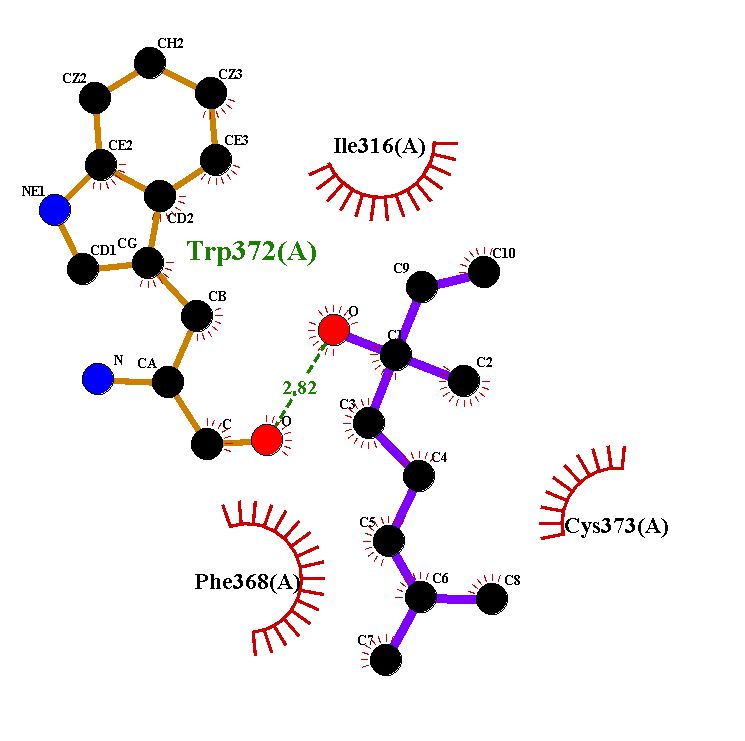 CH2
CZ2
CZ3
CE2
CE3
Ile316(A)
NE1
CD2
CD1
CG
Trp372(A)
C10
C9
CB
O
C1
N
CA
C2
2.82
C3
C
O
C4
C5
Cys373(A)
Phe368(A)
C6
C8
C7